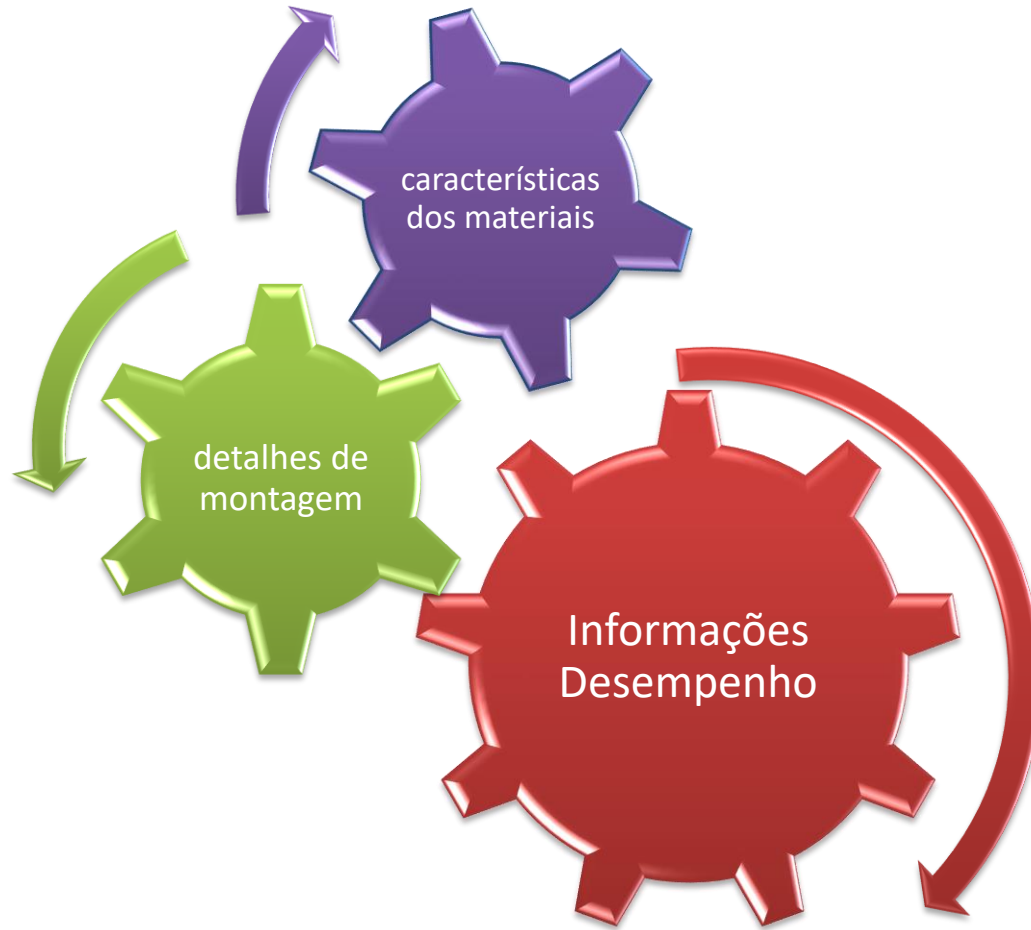 características
dos materiais
detalhes de
montagem
Informações
Desempenho